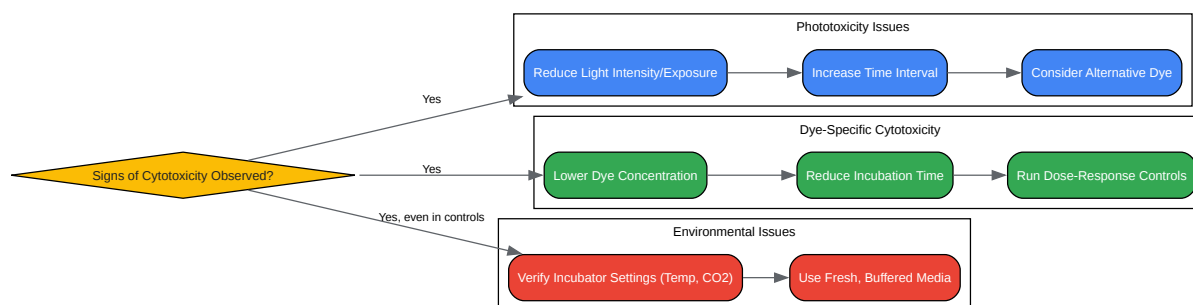 Phototoxicity Issues
Reduce Light Intensity/Exposure
Increase Time Interval
Consider Alternative Dye
Yes
Dye-Specific Cytotoxicity
Signs of Cytotoxicity Observed?
Yes
Lower Dye Concentration
Reduce Incubation Time
Run Dose-Response Controls
Yes, even in controls
Environmental Issues
Verify Incubator Settings (Temp, CO2)
Use Fresh, Buffered Media